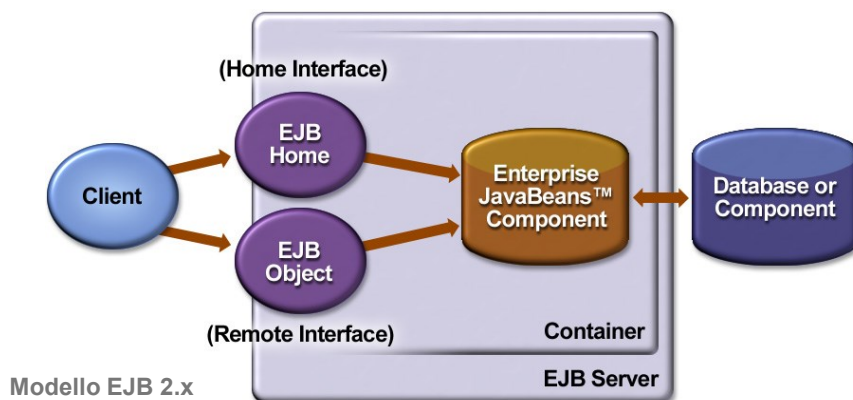 (Home Interface)
EJB
Home
Client
Enterprise
JavaBeans™
Component
Database or
Component
EJB
Object
(Remote Interface)
Container
EJB Server
Modello EJB 2.x